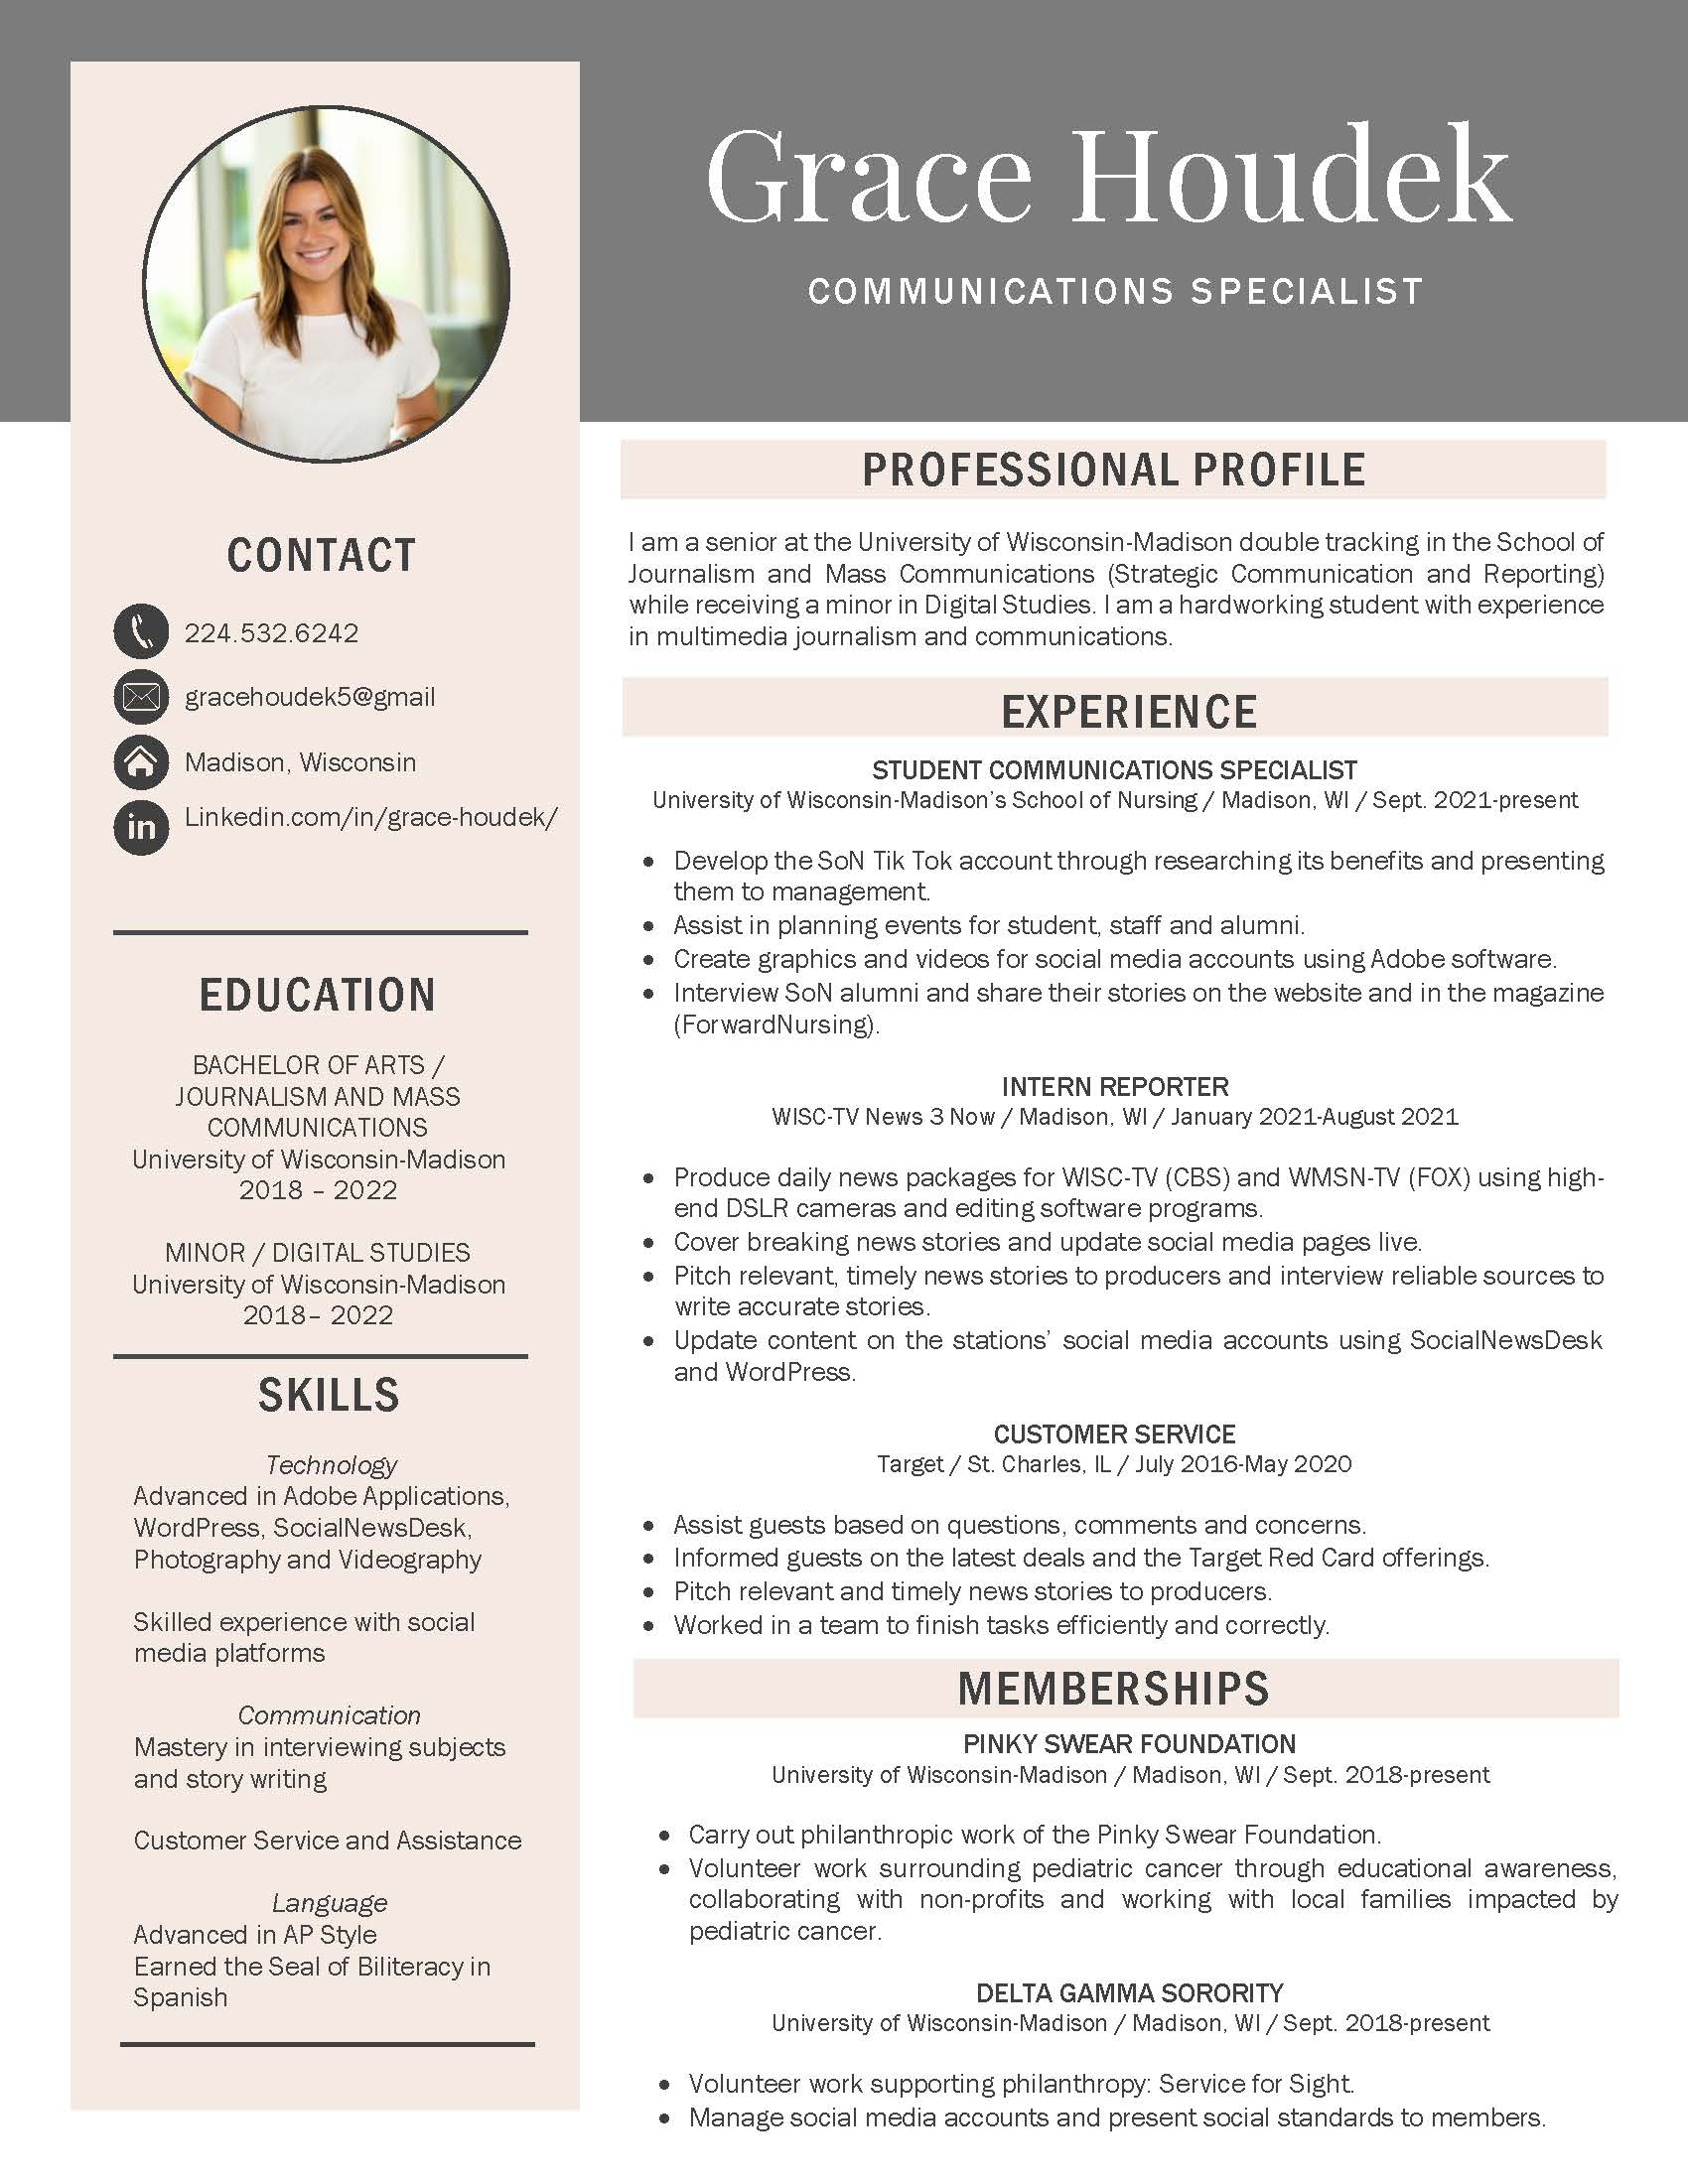 Grace Houdek
COMMUNICATIONS SPECIALIST
CONTACT
224.532.6242
gracehoudek5@gmail
Madison, Wisconsin
in
Linkedin.com/in/grace-houdek/
EDUCATION
BACHELOR OF ARTS /
JOURNALISM AND MASS
COMMUNICATIONS
University of Wisconsin-Madison
2018 – 2022
MINOR / DIGITAL STUDIES
University of Wisconsin-Madison
2018– 2022
SKILLS
Technology
Advanced in Adobe Applications,
WordPress, SocialNewsDesk,
Photography and Videography
Skilled experience with social
media platforms
Communication
Mastery in interviewing subjects
and story writing
Customer Service and Assistance
Language
Advanced in AP Style
Earned the Seal of Biliteracy in
Spanish
PROFESSIONAL PROFILE
I am a senior at the University of Wisconsin-Madison double tracking in the School of
Journalism and Mass Communications (Strategic Communication and Reporting)
while receiving a minor in Digital Studies. I am a hardworking student with experience
in multimedia journalism and communications.
EXPERIENCE
STUDENT COMMUNICATIONS SPECIALIST
University of Wisconsin-Madison’s School of Nursing / Madison, WI / Sept. 2021-present
• Develop the SoN Tik Tok account through researching its benefits and presenting
them to management.
• Assist in planning events for student, staff and alumni.
• Create graphics and videos for social media accounts using Adobe software.
• Interview SoN alumni and share their stories on the website and in the magazine
(ForwardNursing).
INTERN REPORTER
WISC-TV News 3 Now / Madison, WI / January 2021-August 2021
• Produce daily news packages for WISC-TV (CBS) and WMSN-TV (FOX) using high-
end DSLR cameras and editing software programs.
• Cover breaking news stories and update social media pages live.
• Pitch relevant, timely news stories to producers and interview reliable sources to
write accurate stories.
• Update content on the stations’ social media accounts using SocialNewsDesk
and WordPress.
CUSTOMER SERVICE
Target / St. Charles, IL / July 2016-May 2020
• Assist guests based on questions, comments and concerns.
• Informed guests on the latest deals and the Target Red Card offerings.
• Pitch relevant and timely news stories to producers.
• Worked in a team to finish tasks efficiently and correctly.
MEMBERSHIPS
PINKY SWEAR FOUNDATION
University of Wisconsin-Madison / Madison, WI / Sept. 2018-present
• Carry out philanthropic work of the Pinky Swear Foundation.
• Volunteer work surrounding pediatric cancer through educational awareness,
collaborating with non-profits and working with local families impacted by
pediatric cancer.
DELTA GAMMA SORORITY
University of Wisconsin-Madison / Madison, WI / Sept. 2018-present
• Volunteer work supporting philanthropy: Service for Sight.
• Manage social media accounts and present social standards to members.